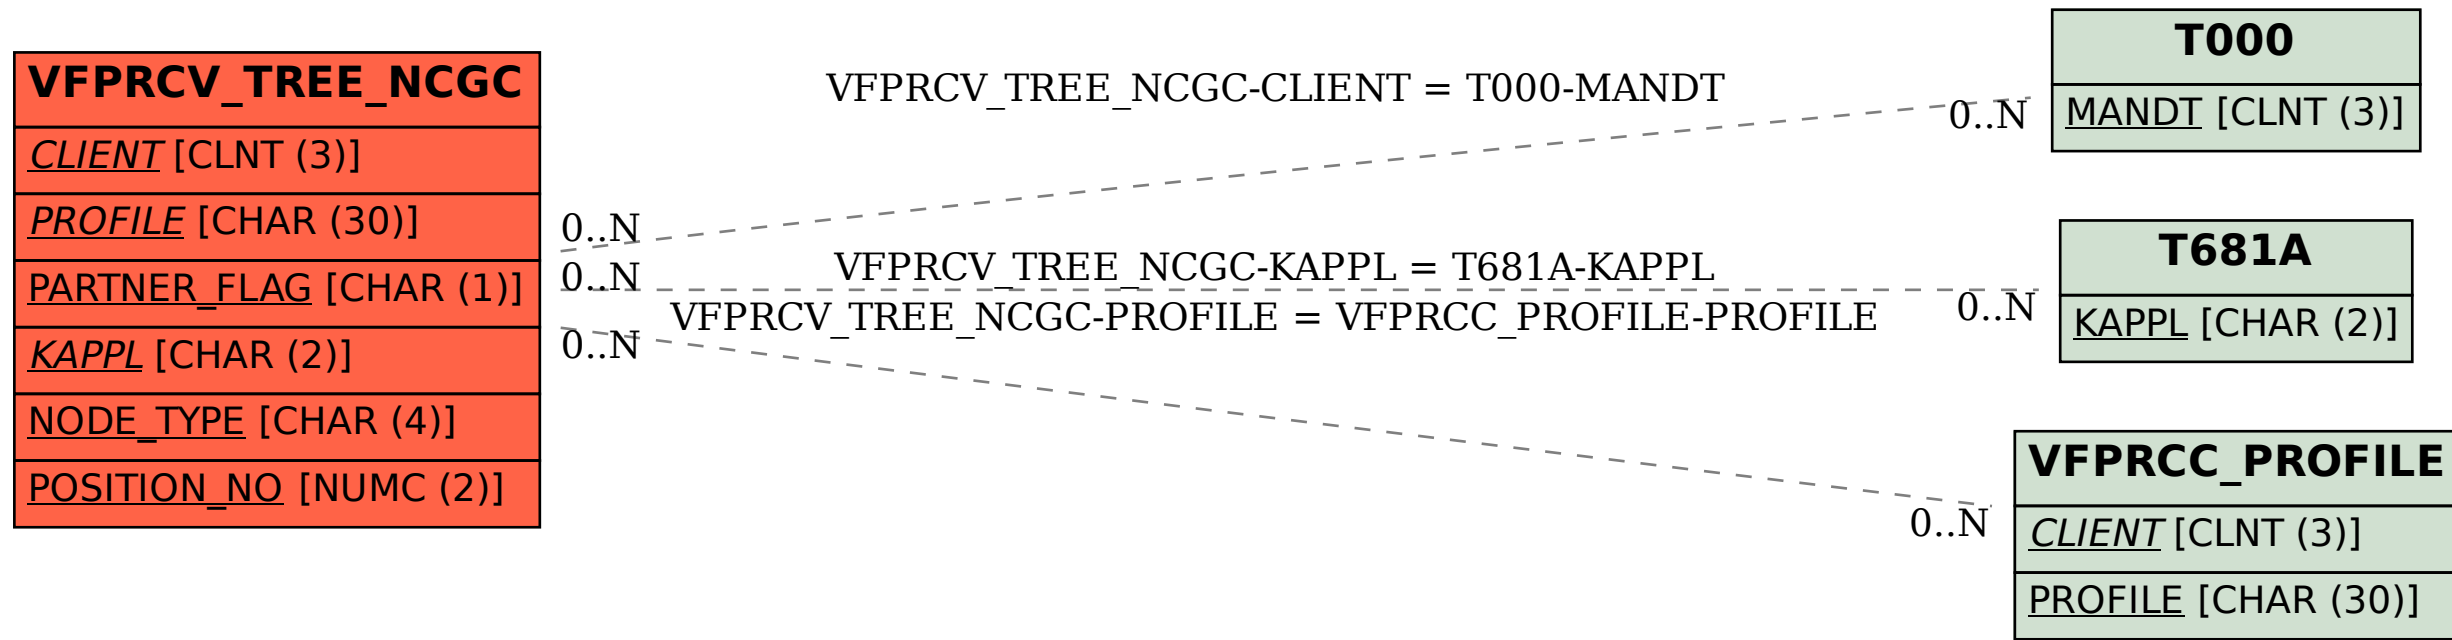 VFPRCV_TREE_NCGC
CLIENT [CLNT (3)]
PROFILE [CHAR (30)]
PARTNER_FLAG [CHAR (1)]
KAPPL [CHAR (2)]
NODE_TYPE [CHAR (4)]
POSITION_NO [NUMC (2)]
VFPRCV_TREE_NCGC-CLIENT = T000-MANDT
0..N
0..N
VFPRCV_TREE_NCGC-KAPPL = T681A-KAPPL
0..N
0..N
VFPRCV_TREE_NCGC-PROFILE = VFPRCC_PROFILE-PROFILE
0..N
0..N
T000
MANDT [CLNT (3)]
T681A
KAPPL [CHAR (2)]
VFPRCC_PROFILE
CLIENT [CLNT (3)]
PROFILE [CHAR (30)]